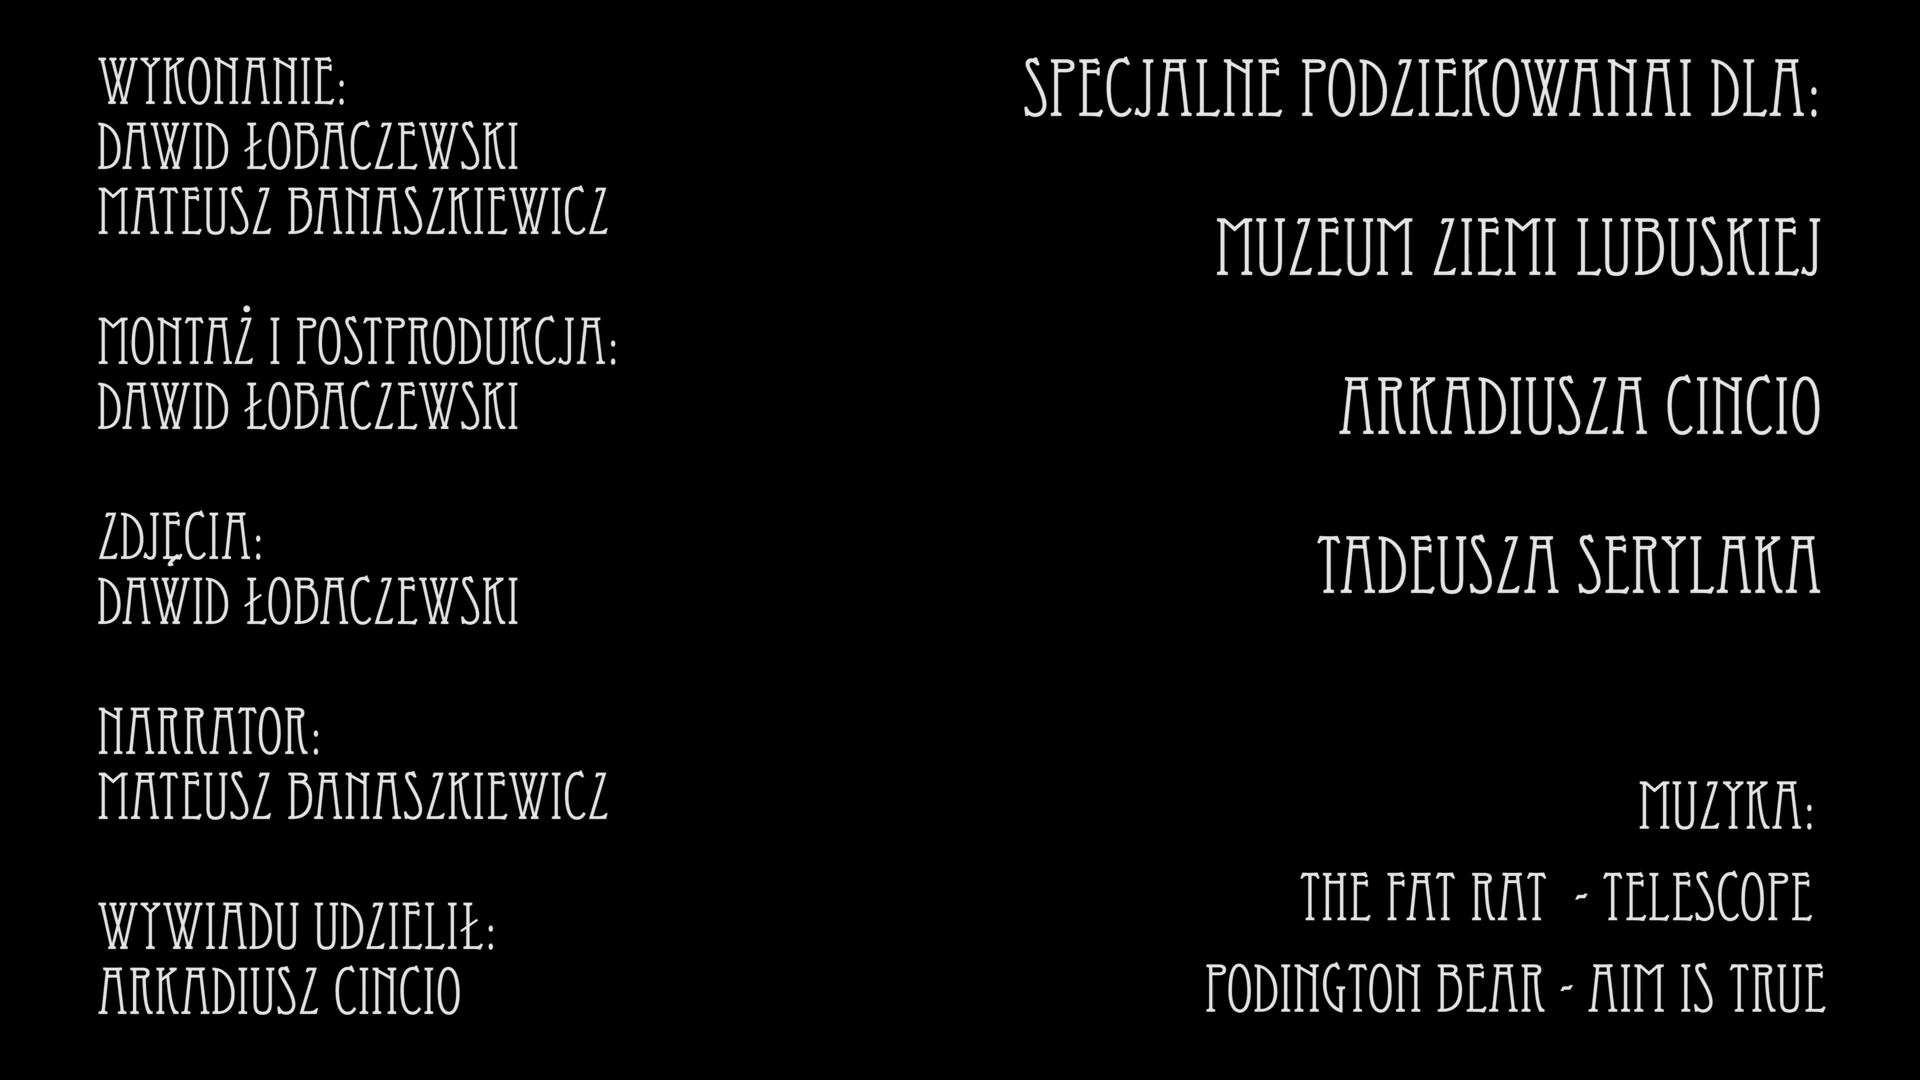 WYKONANIE:
DAWID ŁOBACZEWSKI
MATEUSZ BANASZKIEWICZ
MONTAŻ I POSTPRODUKCJA:
DAWID ŁOBACZEWSKI
ZDJĘCIA:
DAWID ŁOBACZEWSKI
NARRATOR:
MATEUSZ BANASZKIEWICZ
WYWIADU UDZIELIŁ:
ARKADIUSZ CINCIO
SPECJALNE PODZIEKOWANAI DLA:
MUZEUM ZIEMI LUBUSKIEJ
ARKADIUSZA CINCIO
TADEUSZA SERYLAKA
MUZYKA:
THE FAT RAT - TELESCOPE
PODINGTON BEAR - AIM IS TRUE